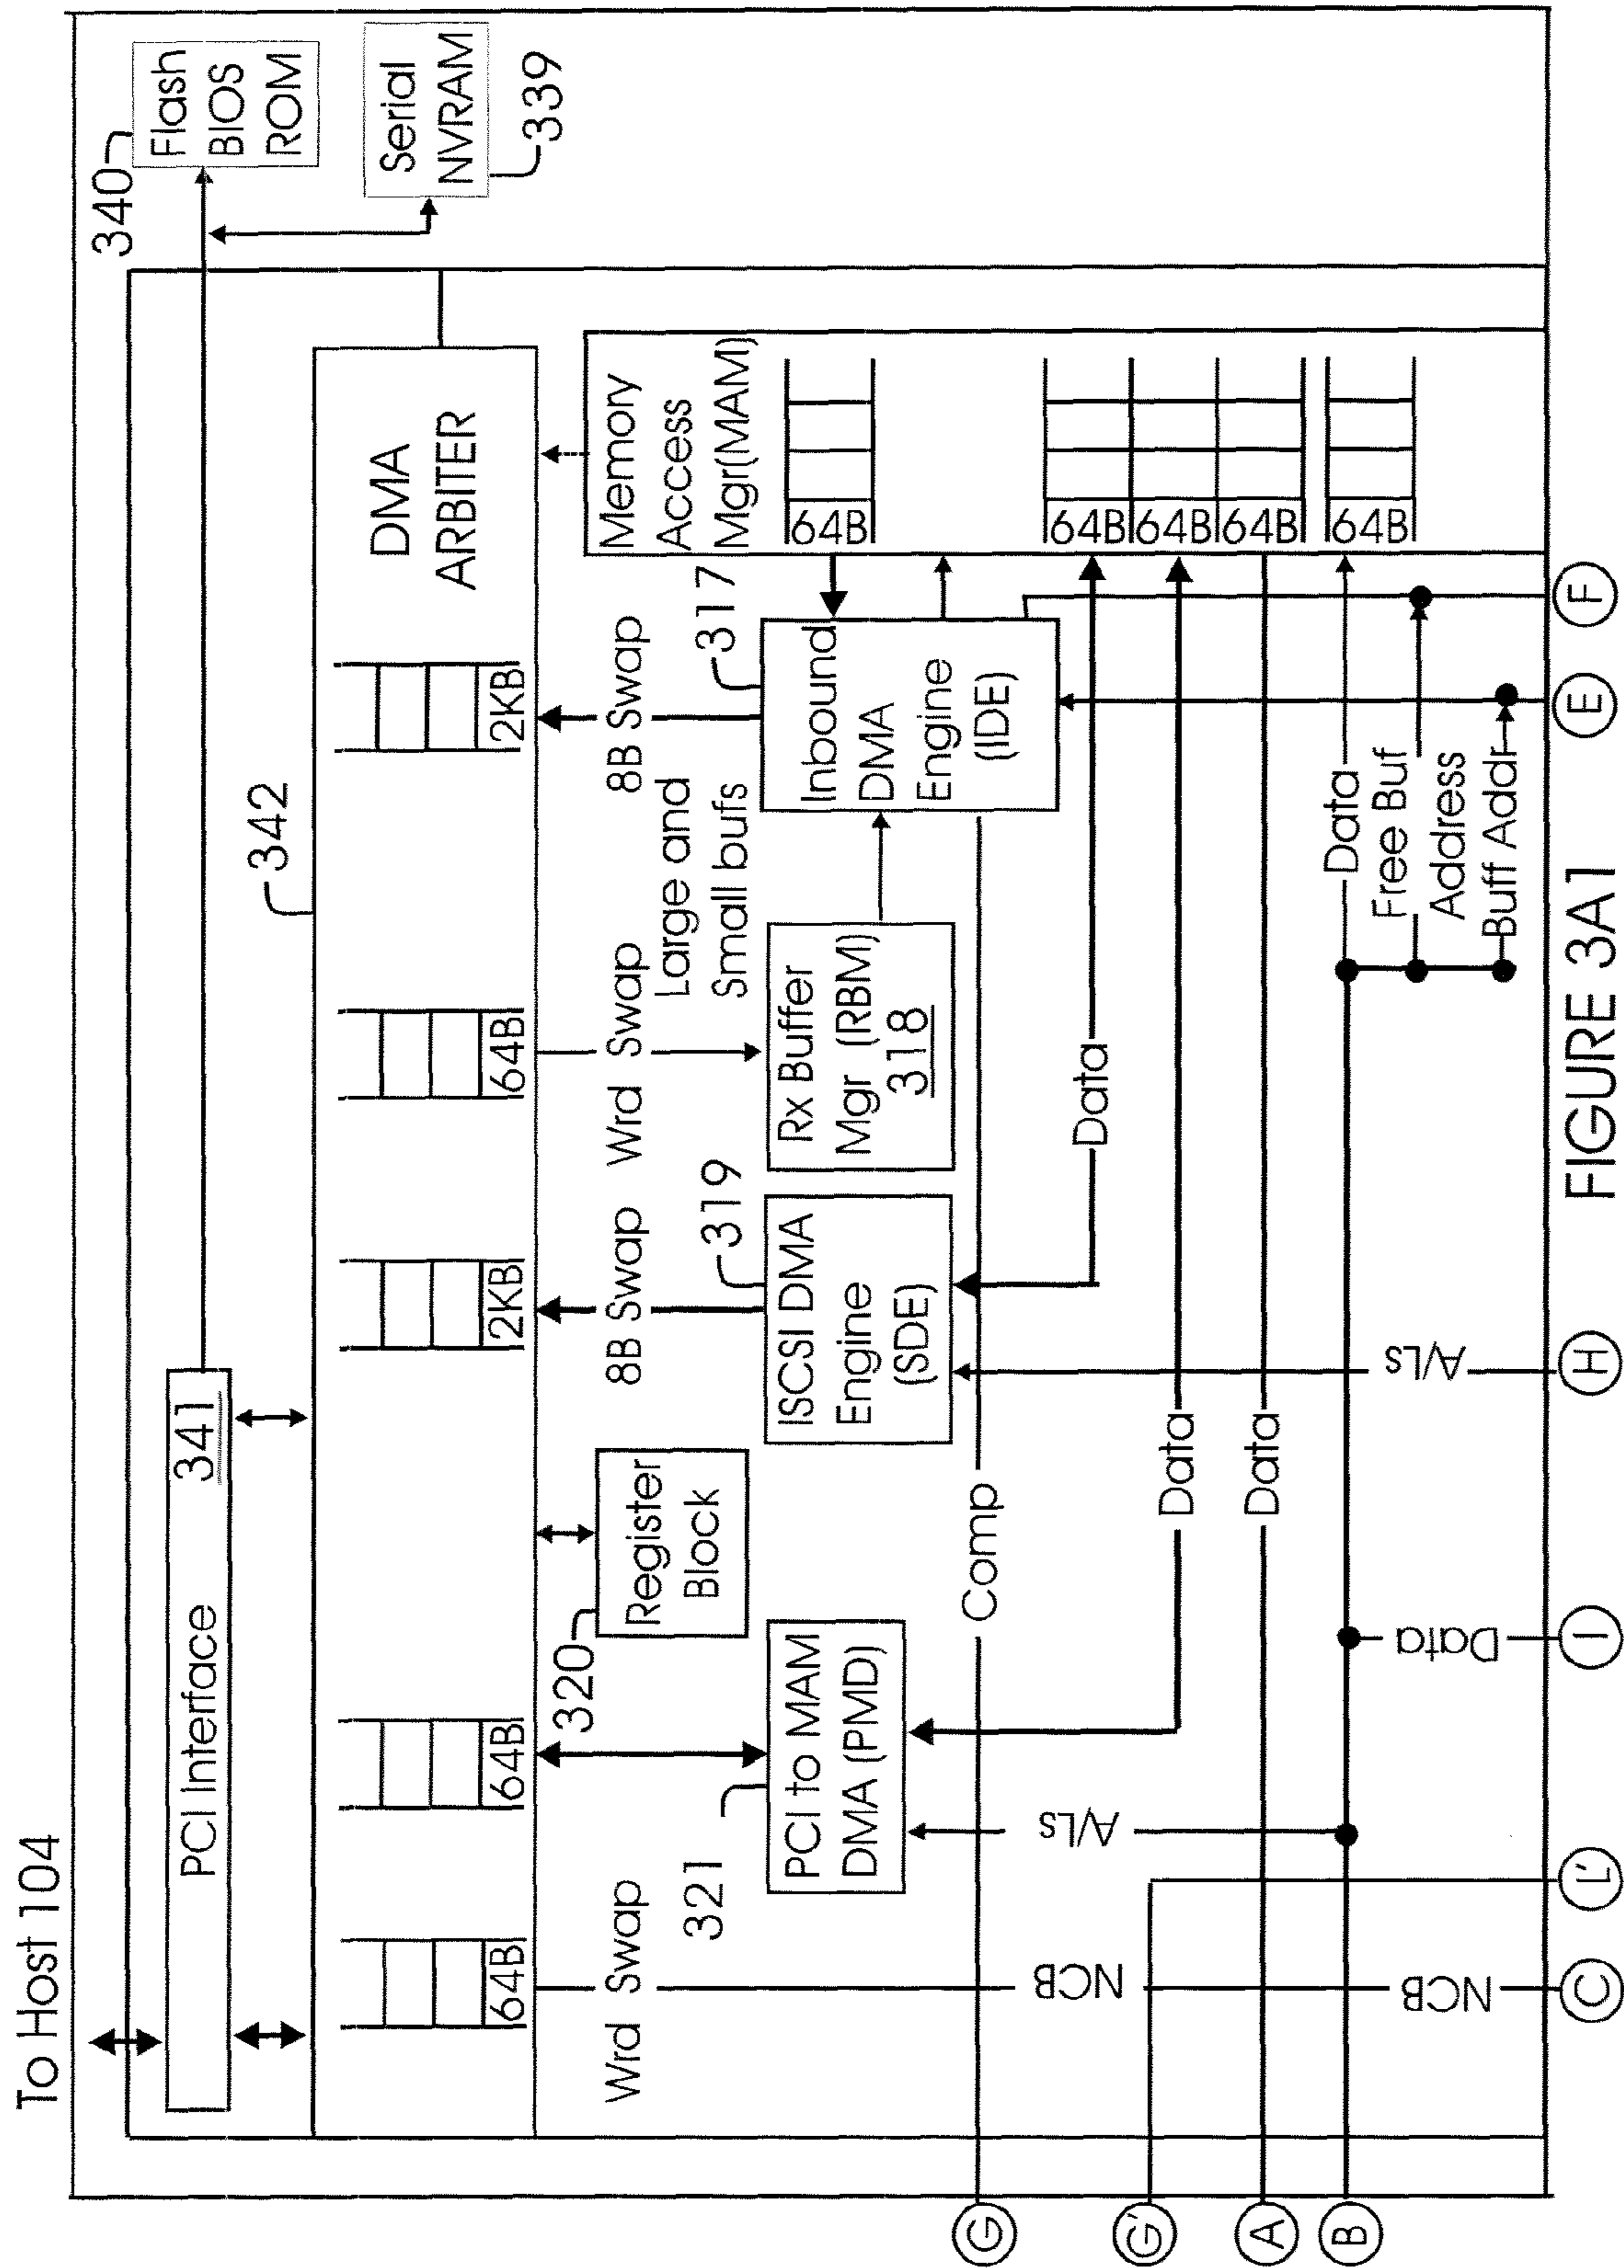 To Host 104
340
Flash
BIOS
ROM
PCI Interface 341
Serial
NVRAM
339
342
DMA
ARBITER
64B
64B
2KB
64B
2KB
Wrd Swap
8B Swap
Wrd Swap
8B Swap
Large and
Small bufs
320
Register
Block
321
319
317
Memory
Access
Mgr(MAM)
PCI to MAM
DMA (PMD)
ISCSI DMA
Engine
(SDE)
Rx Buffer
Mgr (RBM)
318
Inbound
DMA
Engine
(IDE)
64B
64B
64B
64B
64B
G
Comp
NCB
A/Ls
Data
G'
Data
A
Data
B
Data
Free Buf
Address
Buff Addr
NCB
Data
A/Ls
C
L'
I
H
E
F
FIGURE 3A1